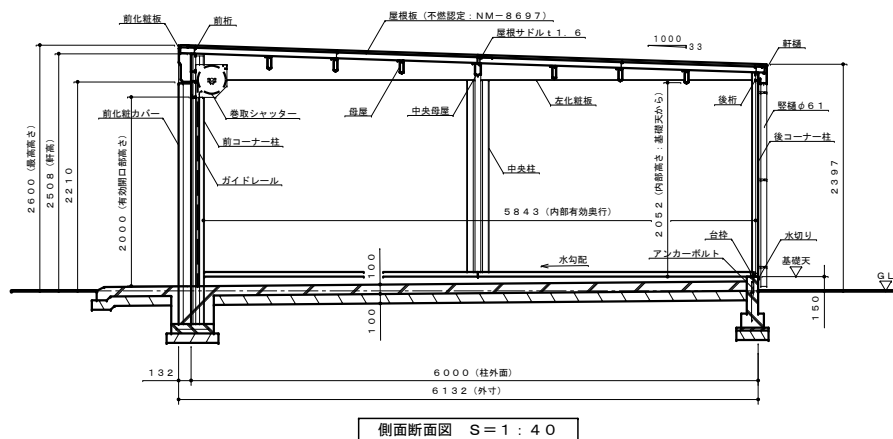 前化粧板
前桁
屋根板（不燃認定：ＮＭ－８６９７）
屋根サドルｔ１．６
１０００
３３
軒樋
前化粧カバー
巻取シャッター
母屋
中央母屋
左化粧板
後桁
竪樋φ６１
前コーナー柱
後コーナー柱
ガイドレール
中央柱
２６００（最高高さ）
２５０８（軒高）
２２１０
２０００（有効開口部高さ）
２０５２（内部高さ：基礎天から）
２３９７
５８４３（内部有効奥行）
台枠
水切り
アンカーボルト
基礎天
水勾配
ＧＬ
１００
１００
１５０
１３２
６０００（柱外面）
６１３２（外寸）
側面断面図　Ｓ＝１：４０